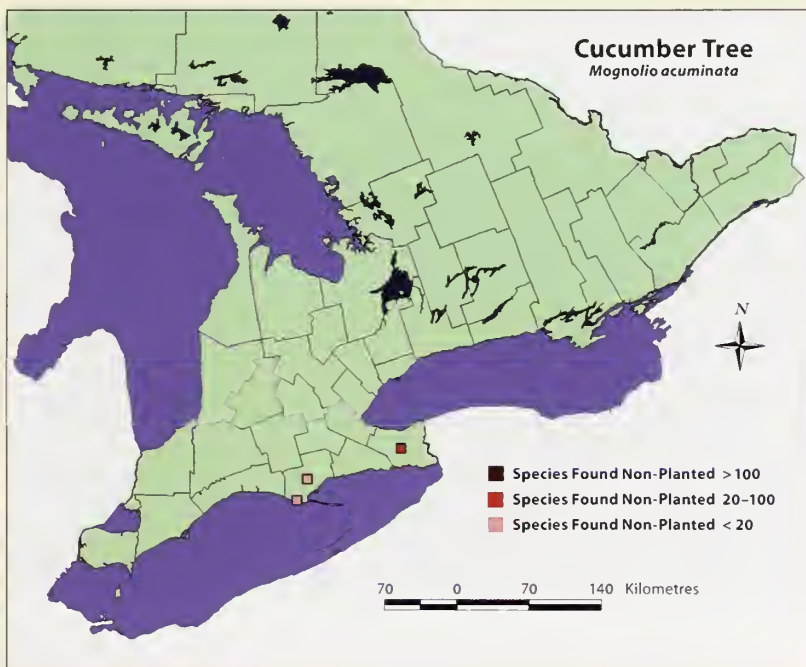 Cucumber Tree
Mognolio acuminata
N
Species Found Non-Planted >100
Species Found Non-Planted 20–100
Species Found Non-Planted <20
70 0 70 140 Kilometres